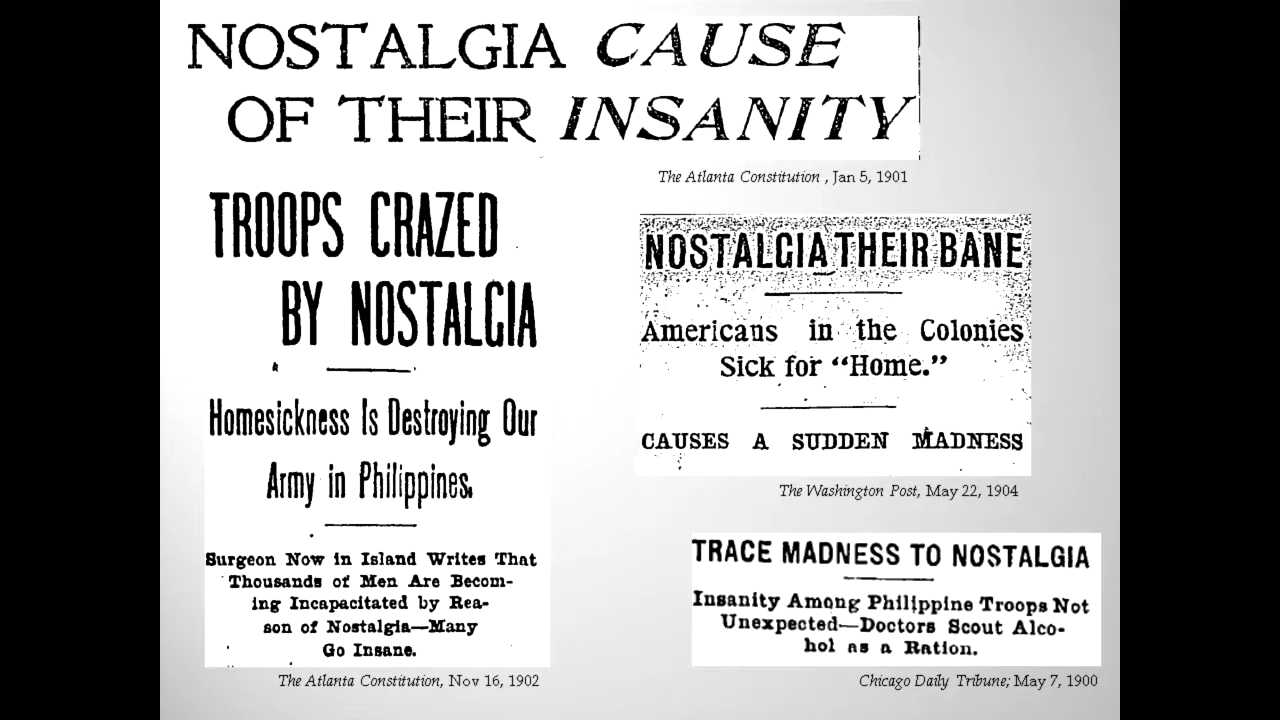 NOSTALGIA CAUSE
OF THEIR INSANITY
The Atlanta Constitution , Jan 5, 1901
TROOPS CRAZED
BY NOSTALGIA
Homesickness Is Destroying Our
Army in Philippines.
Surgeon Now in Island Writes That
Thousands of Men Are Becom-
ing Incapacitated by Rea-
son of Nostalgia—Many
Go Insane.
The Atlanta Constitution, Nov 16, 1902
NOSTALGIA THEIR BANE
Americans in the Colonies
Sick for “Home.”
CAUSES A SUDDEN MADNESS
The Washington Post, May 22, 1904
TRACE MADNESS TO NOSTALGIA
Insanity Among Philippine Troops Not
Unexpected—Doctors Scout Alco-
hol as a Ration.
Chicago Daily Tribune; May 7, 1900